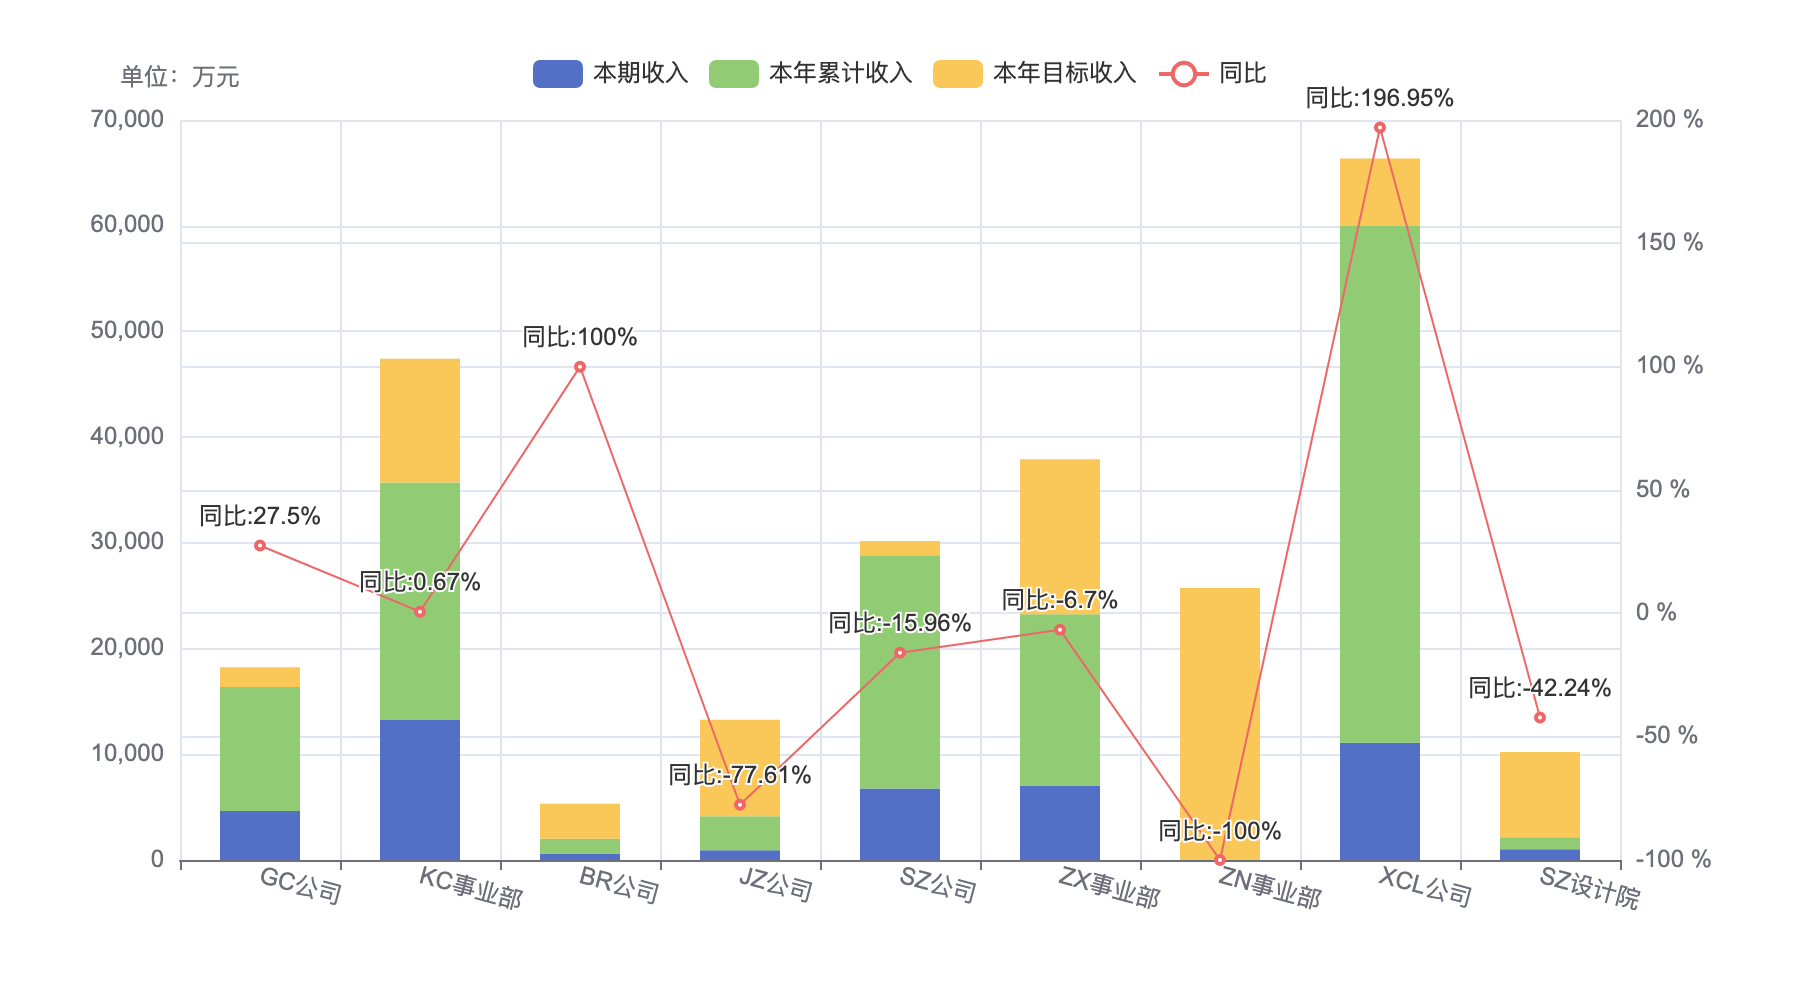 单位：万元
本期收入 本年累计收入 本年目标收入 同比
70,000
60,000
50,000
40,000
30,000
20,000
10,000
0
200 %
150 %
100 %
50 %
0 %
-50 %
-100 %
同比:27.5%
同比:0.67%
同比:100%
同比:-77.61%
同比:-15.96%
同比:-6.7%
同比:-100%
同比:196.95%
同比:-42.24%
GC公司
KC事业部
BR公司
JZ公司
SZ公司
ZX事业部
ZN事业部
XCL公司
SZ设计院